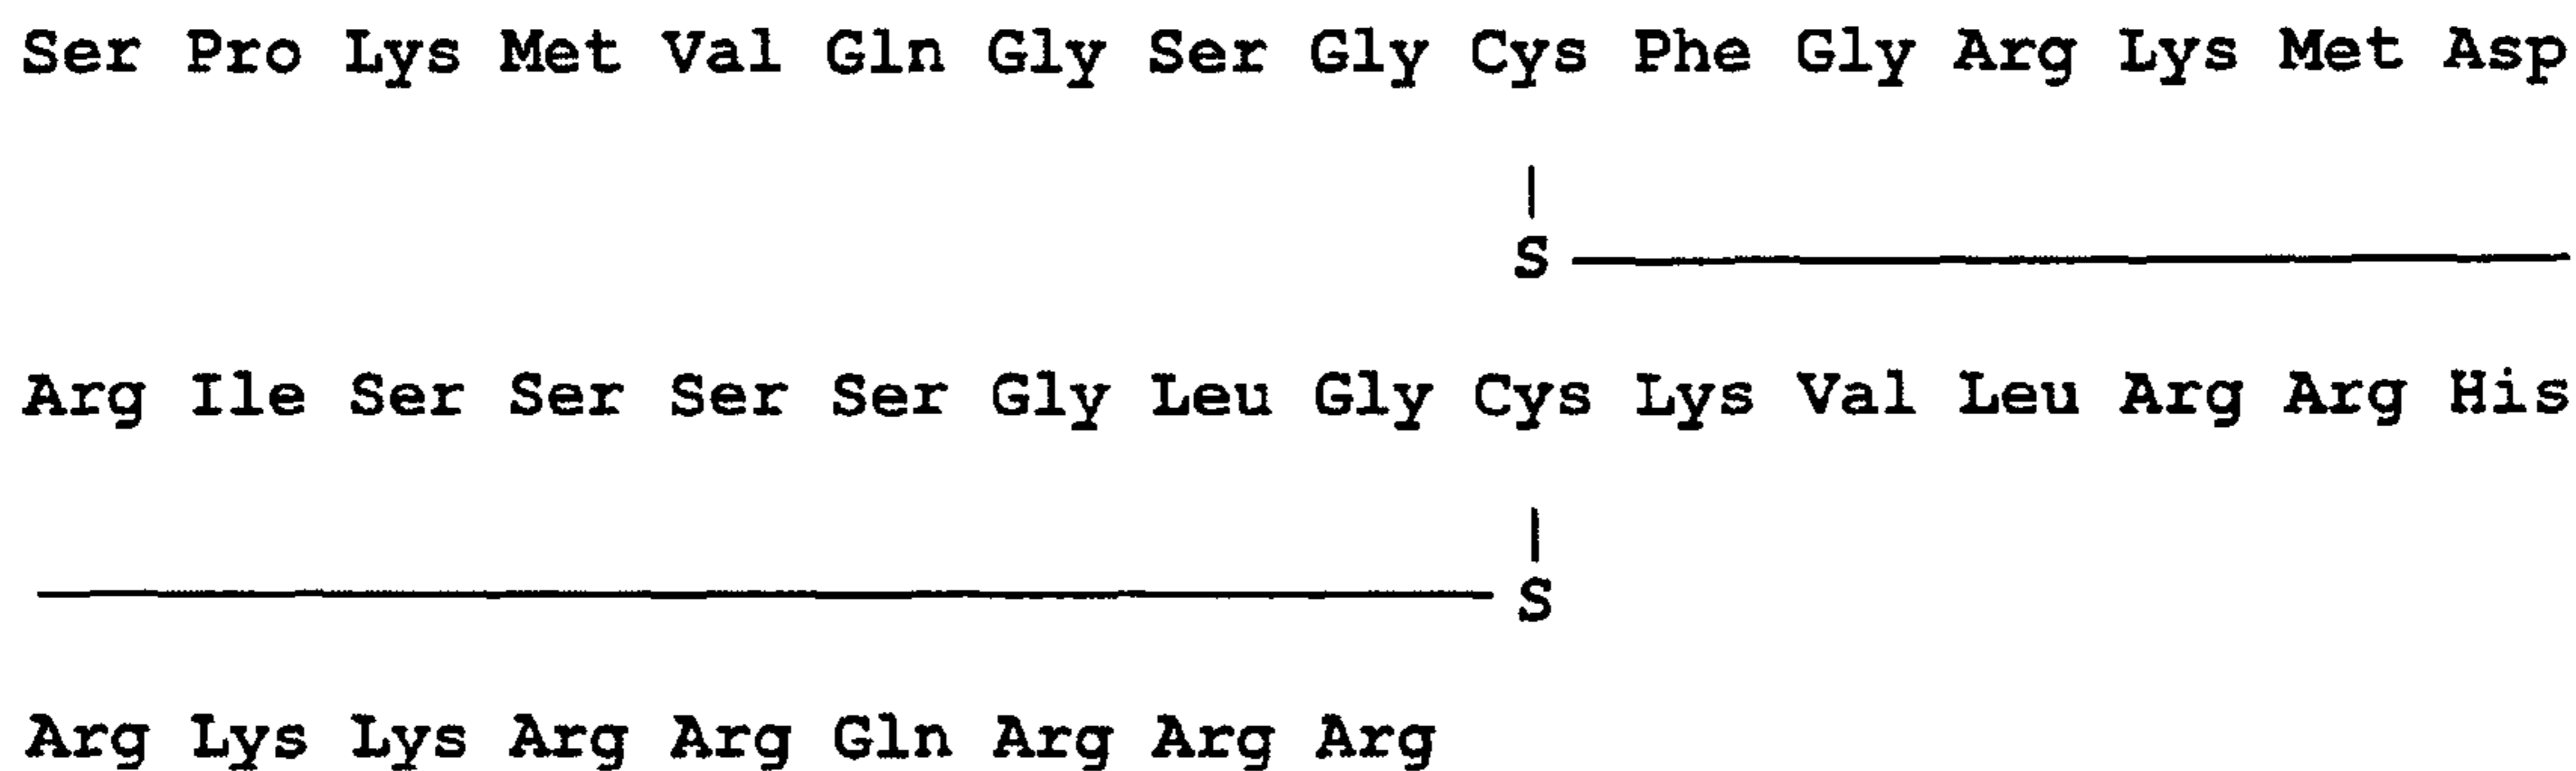 Ser Pro Lys Met Val Gln Gly Ser Gly Cys Phe Gly Arg Lys Met Asp
S
Arg Ile Ser Ser Ser Ser Gly Leu Gly Cys Lys Val Leu Arg Arg His
S
Arg Lys Lys Arg Arg Gln Arg Arg Arg